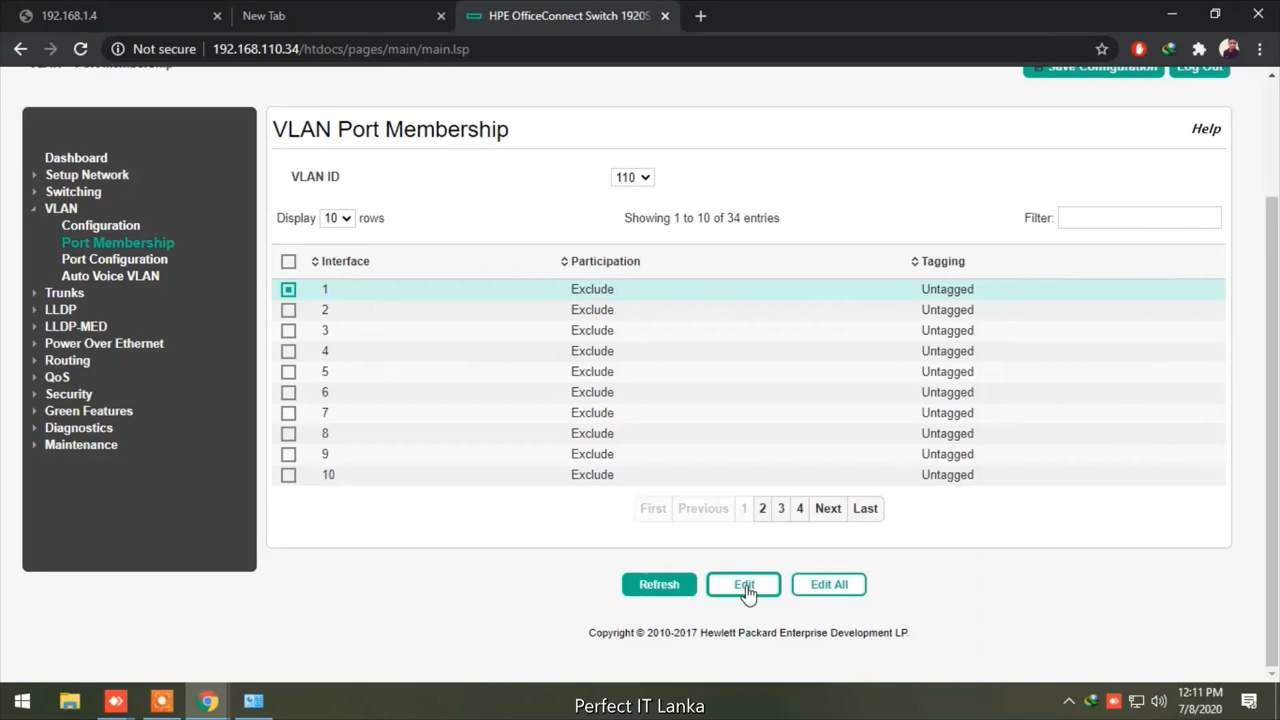 192.168.1.4
New Tab
HPE OfficeConnect Switch 1920S
Not secure
192.168.110.34/htdocs/pages/main/main.lsp
Save Configuration
Log Out
VLAN Port Membership
Help
Dashboard
Setup Network
Switching
VLAN
Configuration
Port Membership
Port Configuration
Auto Voice VLAN
Trunks
LLDP
LLDP-MED
Power Over Ethernet
Routing
QoS
Security
Green Features
Diagnostics
Maintenance
VLAN ID 110
Display 10 rows Showing 1 to 10 of 34 entries Filter:
Interface Participation Tagging
1 Exclude Untagged
2 Exclude Untagged
3 Exclude Untagged
4 Exclude Untagged
5 Exclude Untagged
6 Exclude Untagged
7 Exclude Untagged
8 Exclude Untagged
9 Exclude Untagged
10 Exclude Untagged
First Previous 1 2 3 4 Next Last
Refresh Edit Edit All
Copyright © 2010-2017 Hewlett Packard Enterprise Development LP.
12:11 PM
7/8/2020
Perfect IT Lanka